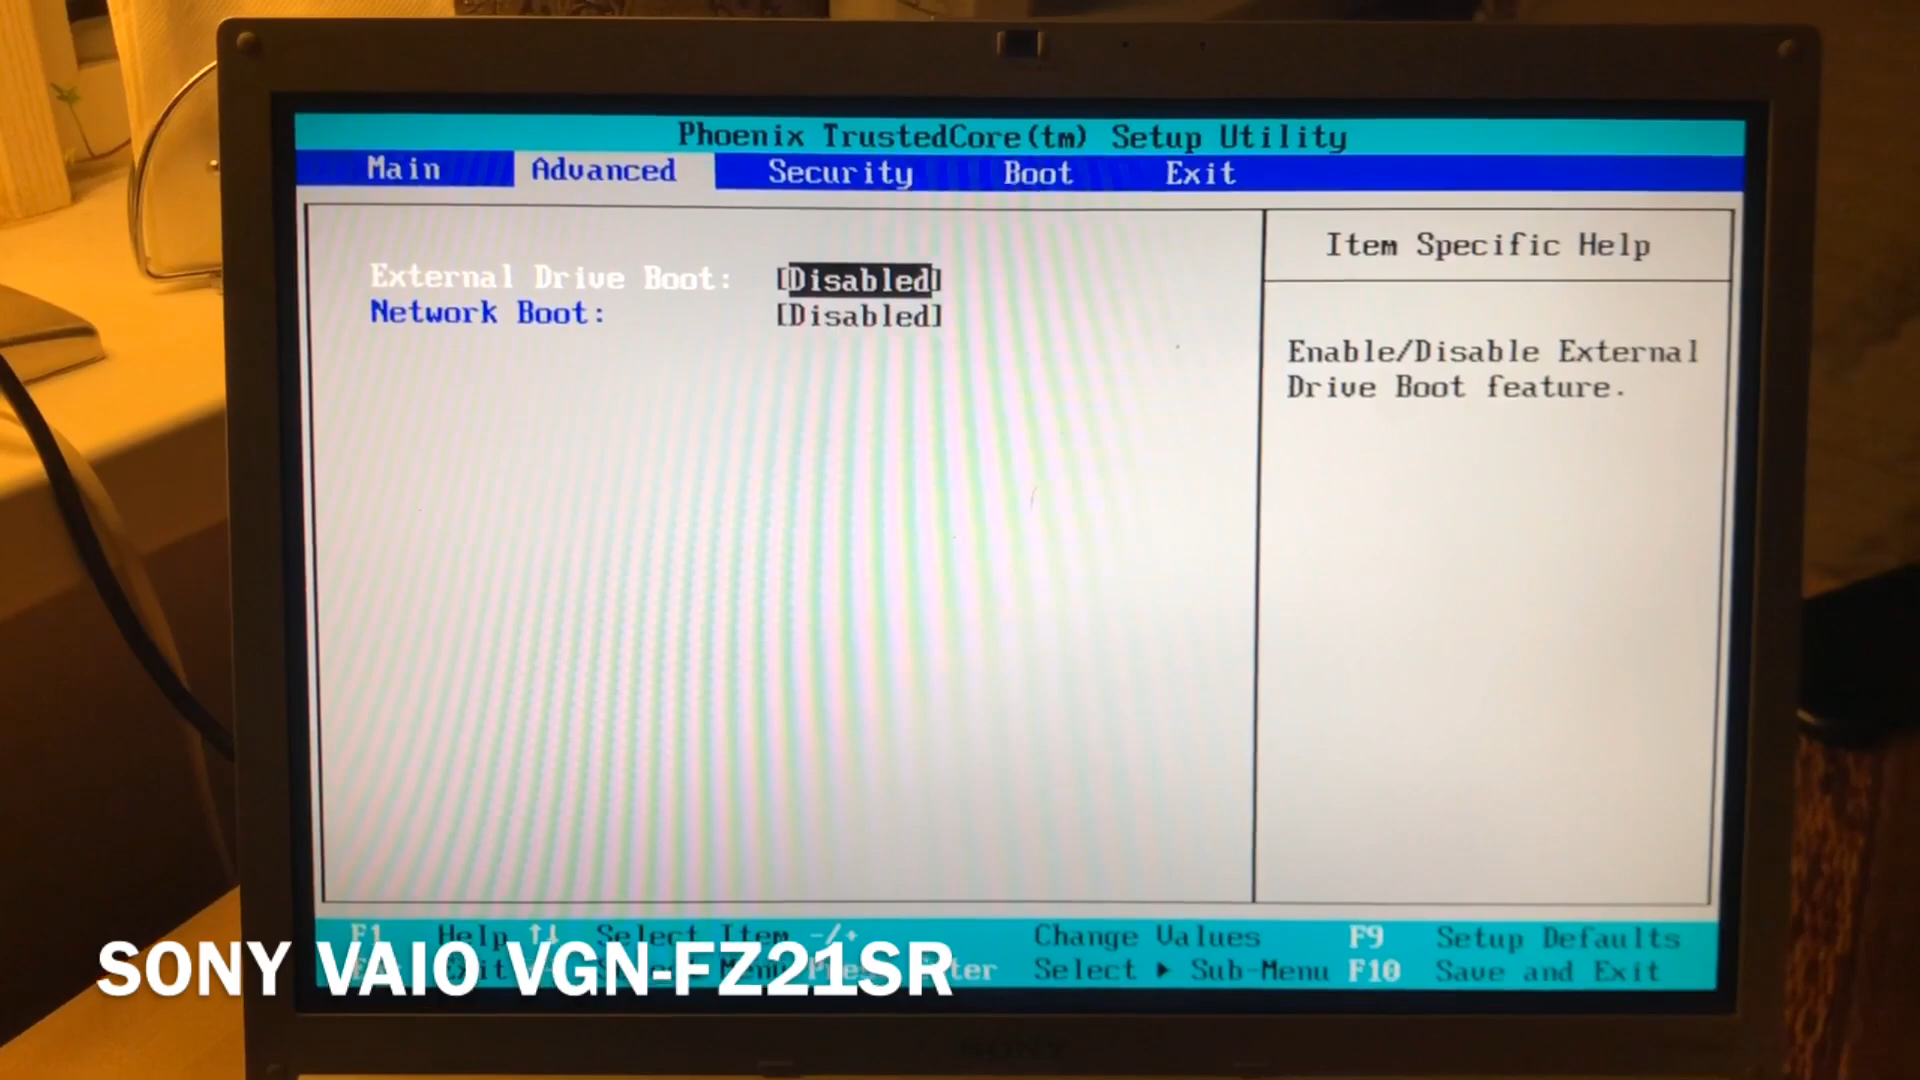 Phoenix TrustedCore(tm) Setup Utility
Main Advanced Security Boot Exit
Item Specific Help
External Drive Boot: [Disabled]
Network Boot: [Disabled]
Enable/Disable External
Drive Boot feature.
F1 Help ↑↓ Select Item -/+ Change Values F9 Setup Defaults
Exit Select ▸ Sub-Menu F10 Save and Exit
SONY VAIO VGN-FZ21SR
SONY